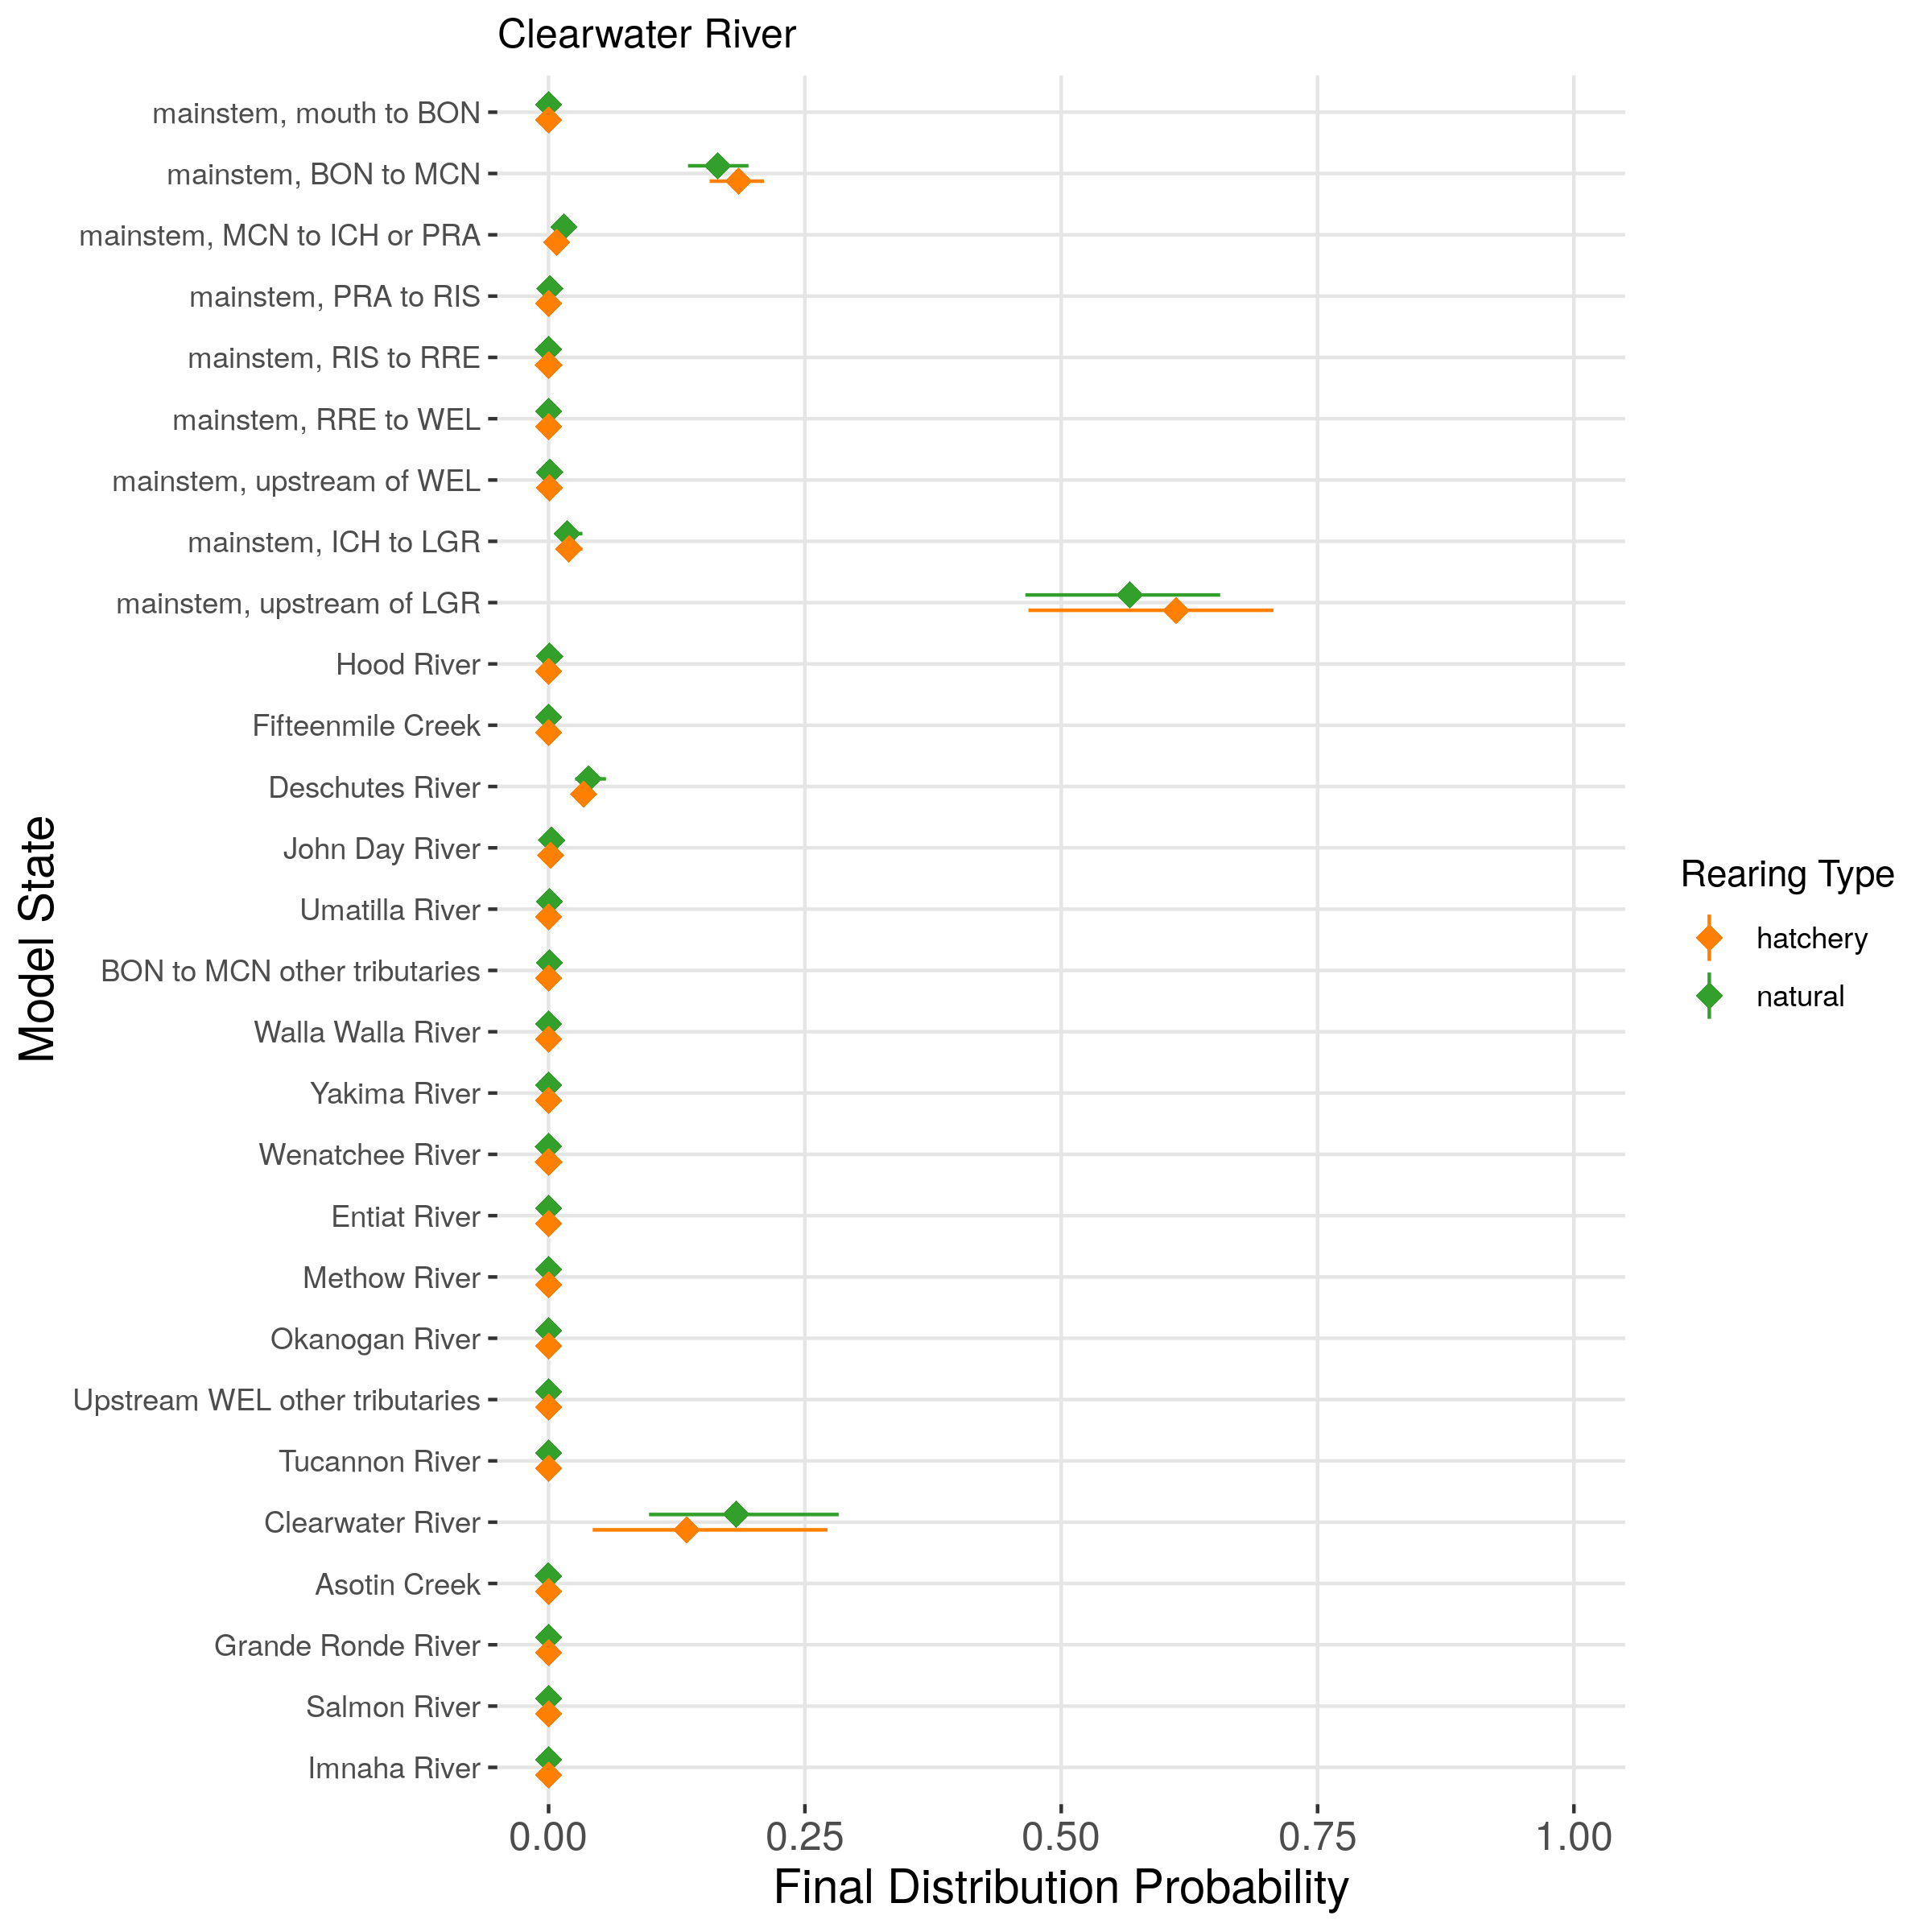 Clearwater River
mainstem, mouth to BON
mainstem, BON to MCN
mainstem, MCN to ICH or PRA
mainstem, PRA to RIS
mainstem, RIS to RRE
mainstem, RRE to WEL
mainstem, upstream of WEL
mainstem, ICH to LGR
mainstem, upstream of LGR
Hood River
Fifteenmile Creek
Deschutes River
John Day River
Umatilla River
BON to MCN other tributaries
Walla Walla River
Yakima River
Wenatchee River
Entiat River
Methow River
Okanogan River
Upstream WEL other tributaries
Tucannon River
Clearwater River
Asotin Creek
Grande Ronde River
Salmon River
Imnaha River
Model State
0.00 0.25 0.50 0.75 1.00
Final Distribution Probability
Rearing Type
hatchery
natural